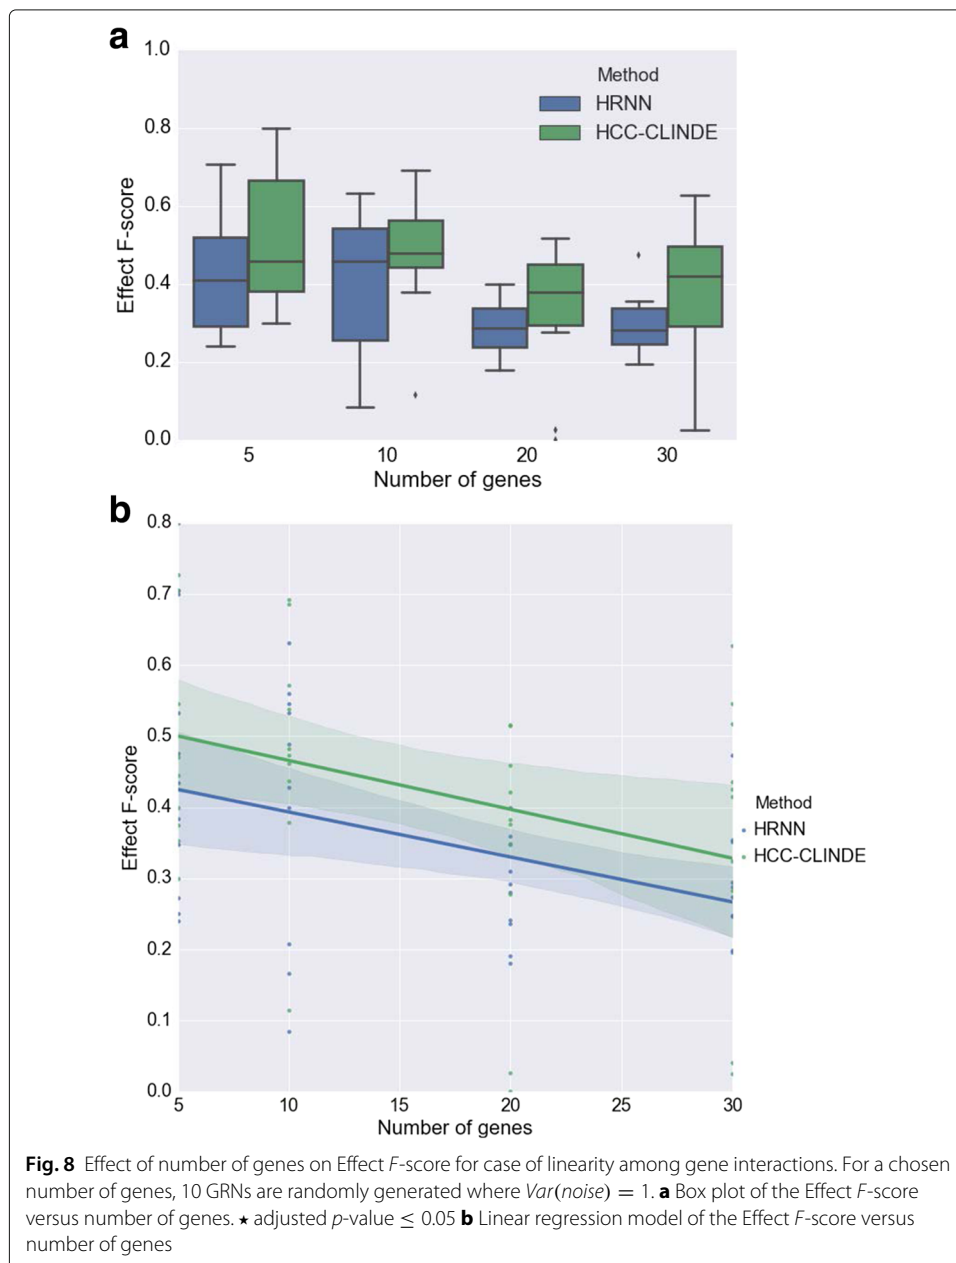 a
1.0
0.8
0.6
0.4
0.2
0.0
Effect F-score
Method
HRNN
HCC-CLINDE
5 10 20 30
Number of genes
b
0.8
0.7
0.6
0.5
0.4
0.3
0.2
0.1
0.0
Effect F-score
5 10 15 20 25 30
Number of genes
Method
HRNN
HCC-CLINDE
Fig. 8 Effect of number of genes on Effect F-score for case of linearity among gene interactions. For a chosen
number of genes, 10 GRNs are randomly generated where Var(noise) = 1. a Box plot of the Effect F-score
versus number of genes. ⋆ adjusted p-value ≤ 0.05 b Linear regression model of the Effect F-score versus
number of genes